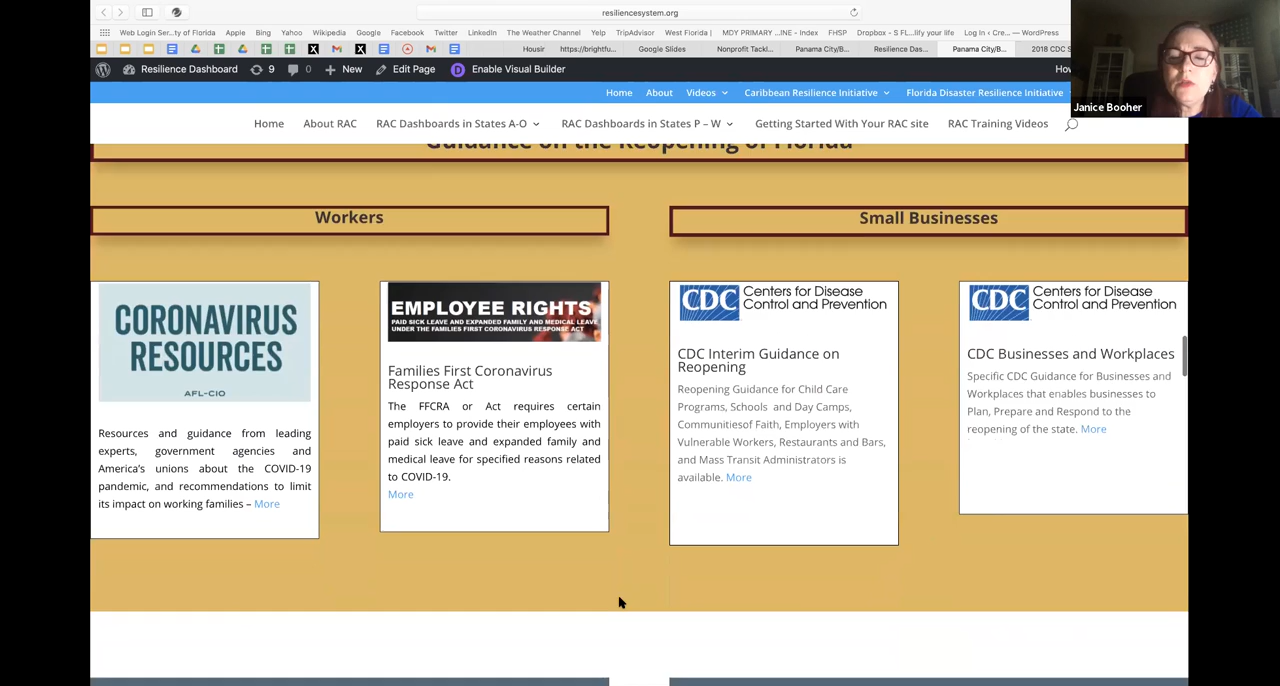 resiliencesystem.org
Web Login Ser...ty of Florida Apple Bing Yahoo Wikipedia Google Facebook Twitter LinkedIn The Weather Channel Yelp TripAdvisor West Florida | MDY PRIMARY ...INE - Index FHSP Dropbox - S FL...lify your life Log In ‹ Cre... — WordPress
Housir https://brightfu... Google Slides Nonprofit Tackl... Panama City/B... Resilience Das... Panama City/B... 2018 CDC S
Resilience Dashboard 9 0 New Edit Page Enable Visual Builder How
Janice Booher
Home About Videos Caribbean Resilience Initiative Florida Disaster Resilience Initiative
Home About RAC RAC Dashboards in States A-O RAC Dashboards in States P – W Getting Started With Your RAC site RAC Training Videos
Guidance on the Reopening of Florida
Workers
CORONAVIRUS
RESOURCES
AFL-CIO
Resources and guidance from leading
experts, government agencies and
America's unions about the COVID-19
pandemic, and recommendations to limit
its impact on working families – More
EMPLOYEE RIGHTS
PAID SICK LEAVE AND EXPANDED FAMILY AND MEDICAL LEAVE
UNDER THE FAMILIES FIRST CORONAVIRUS RESPONSE ACT
Families First Coronavirus
Response Act
The FFCRA or Act requires certain
employers to provide their employees with
paid sick leave and expanded family and
medical leave for specified reasons related
to COVID-19.
More
Small Businesses
CDC Centers for Disease
Control and Prevention
CDC Interim Guidance on
Reopening
Reopening Guidance for Child Care
Programs, Schools and Day Camps,
Communitiesof Faith, Employers with
Vulnerable Workers, Restaurants and Bars,
and Mass Transit Administrators is
available. More
CDC Centers for Disease
Control and Prevention
CDC Businesses and Workplaces
Specific CDC Guidance for Businesses and
Workplaces that enables businesses to
Plan, Prepare and Respond to the
reopening of the state. More